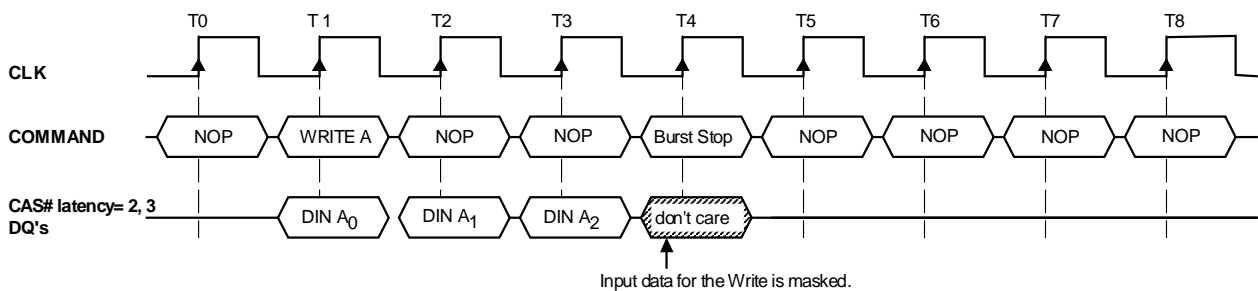 T0 T1 T2 T3 T4 T5 T6 T7 T8
CLK
COMMAND NOP WRITE A NOP NOP Burst Stop NOP NOP NOP NOP
CAS# latency= 2, 3
DQ's DIN A0 DIN A1 DIN A2 don't care
Input data for the Write is masked.